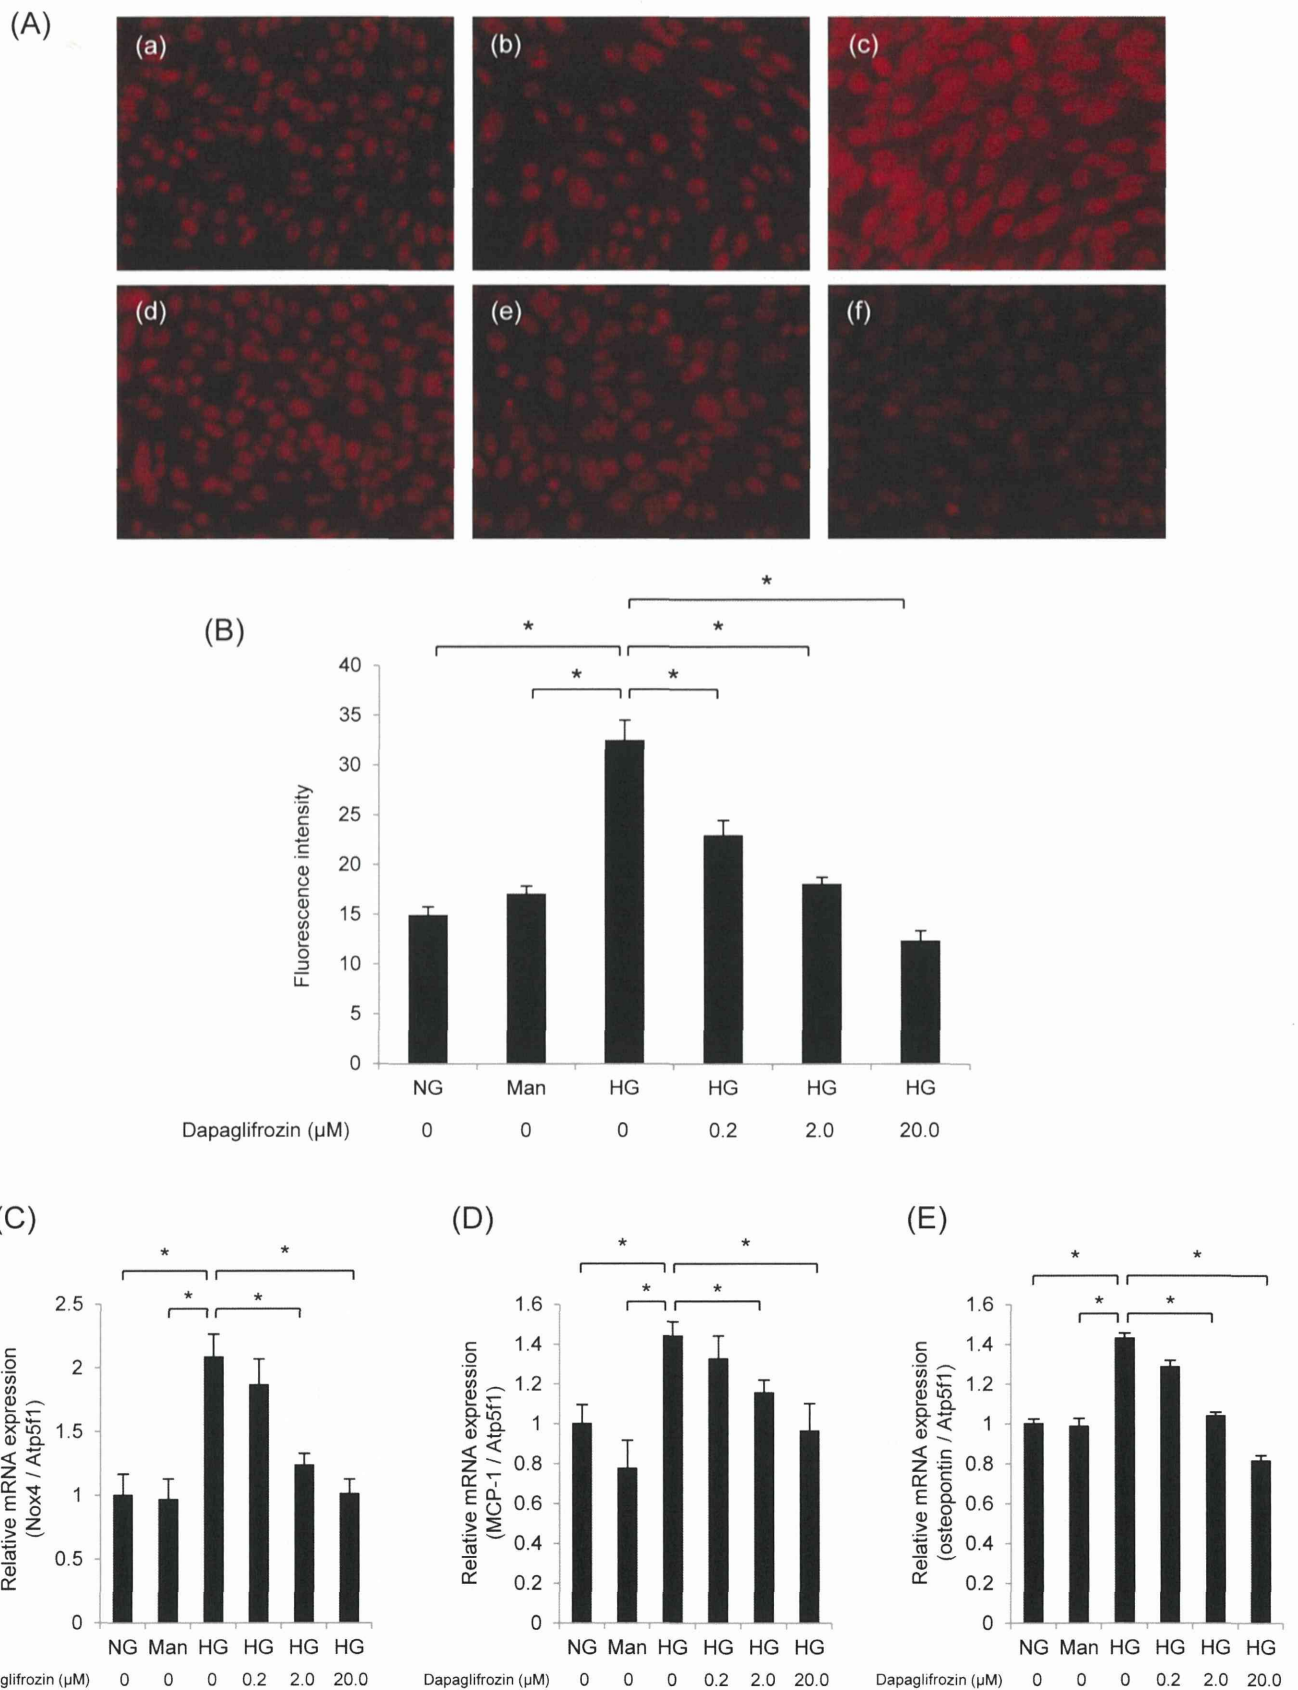 (A)
(a)
(b)
(c)
(d)
(e)
(f)
(B)
*
*
*
*
*
40
35
30
25
20
15
10
5
0
Fluorescence intensity
NG Man HG HG HG HG
Dapaglifrozin (µM) 0 0 0 0.2 2.0 20.0
(C)
*
*
*
*
2.5
2
1.5
1
0.5
0
Relative mRNA expression
(Nox4 / Atp5f1)
NG Man HG HG HG HG
glifrozin (µM) 0 0 0 0.2 2.0 20.0
(D)
*
*
*
*
1.6
1.4
1.2
1
0.8
0.6
0.4
0.2
0
Relative mRNA expression
(MCP-1 / Atp5f1)
NG Man HG HG HG HG
Dapaglifrozin (µM) 0 0 0 0.2 2.0 20.0
(E)
*
*
*
*
1.6
1.4
1.2
1
0.8
0.6
0.4
0.2
0
Relative mRNA expression
(osteopontin / Atp5f1)
NG Man HG HG HG HG
Dapaglifrozin (µM) 0 0 0 0.2 2.0 20.0